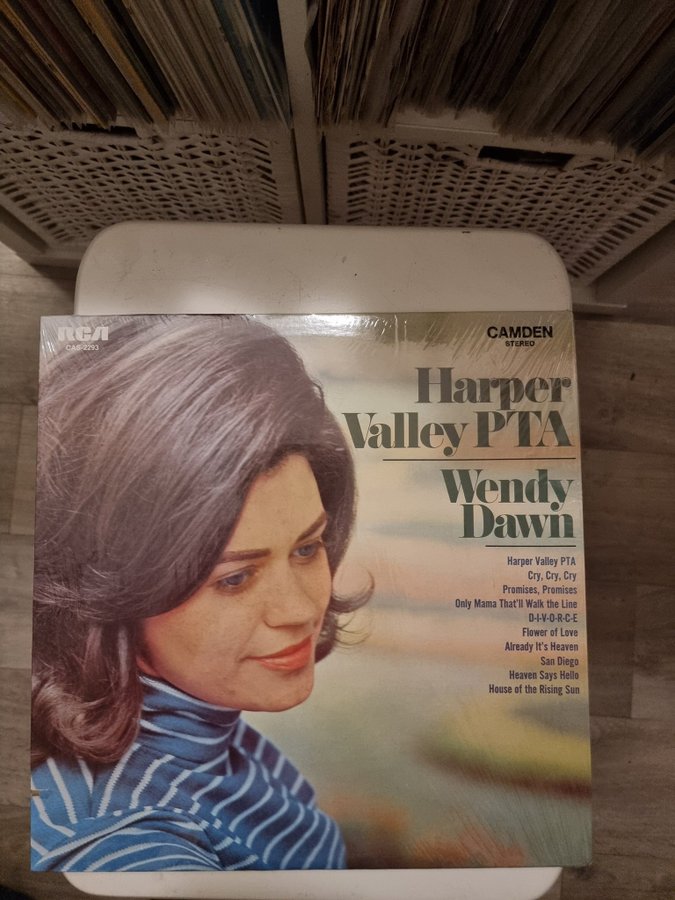 RCA
CAS-2293
CAMDEN
STEREO
Harper
Valley PTA
Wendy
Dawn
Harper Valley PTA
Cry, Cry, Cry
Promises, Promises
Only Mama That'll Walk the Line
D-I-V-O-R-C-E
Flower of Love
Already It's Heaven
San Diego
Heaven Says Hello
House of the Rising Sun